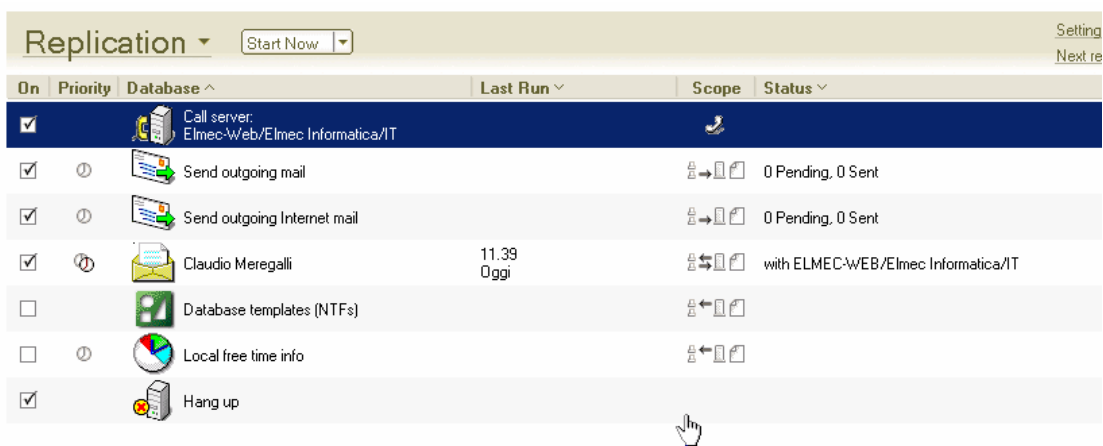 Replication
Start Now
Setting
Next re
On Priority Database Last Run Scope Status
Call server:
Elmec-Web/Elmec Informatica/IT
Send outgoing mail 0 Pending, 0 Sent
Send outgoing Internet mail 0 Pending, 0 Sent
Claudio Meregalli 11.39 Oggi with ELMEC-WEB/Elmec Informatica/IT
Database templates (NTFs)
Local free time info
Hang up